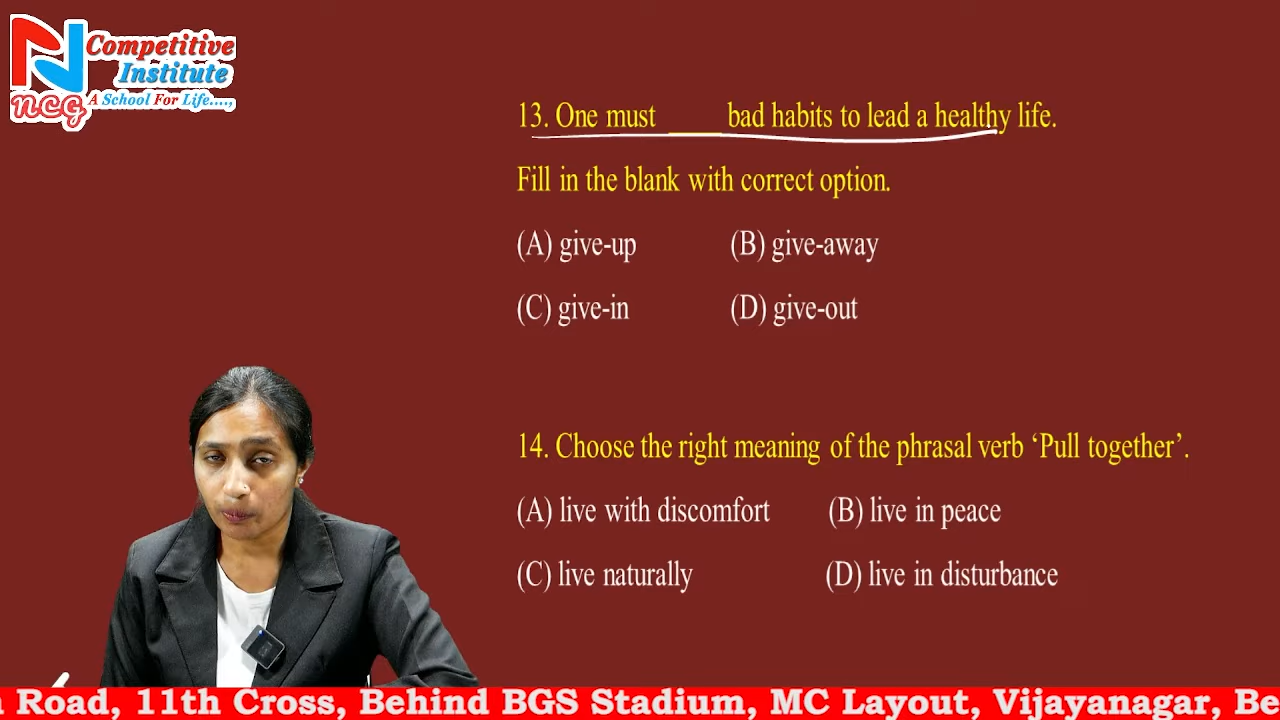 Competitive
Institute
NCG A School For Life....,
13. One must ____ bad habits to lead a healthy life.
Fill in the blank with correct option.
(A) give-up (B) give-away
(C) give-in (D) give-out
14. Choose the right meaning of the phrasal verb ‘Pull together’.
(A) live with discomfort (B) live in peace
(C) live naturally (D) live in disturbance
Road, 11th Cross, Behind BGS Stadium, MC Layout, Vijayanagar,